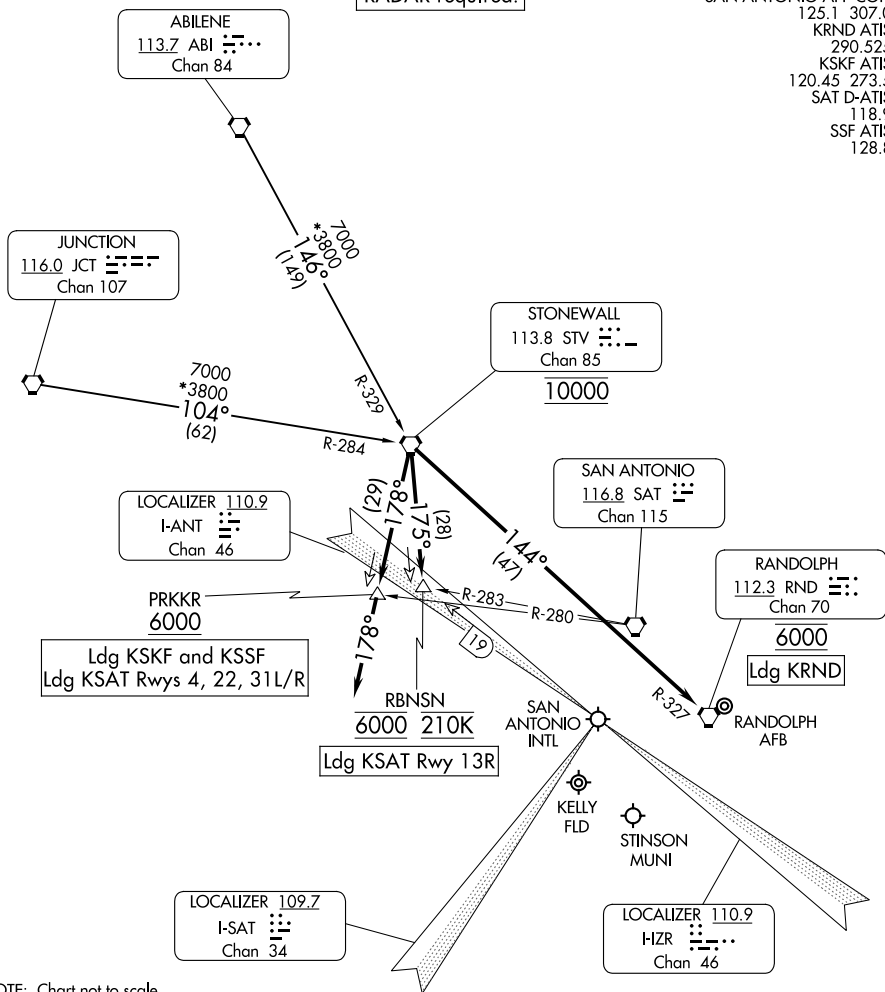 RADAR required.
SAN ANTONIO APP CON
125.1 307.0
KRND ATIS
290.525
KSKF ATIS
120.45 273.5
SAT D-ATIS
118.9
SSF ATIS
128.8
ABILENE
113.7 ABI
Chan 84
7000
*3800
146°
(149)
R-329
JUNCTION
116.0 JCT
Chan 107
7000
*3800
104°
(62)
R-284
STONEWALL
113.8 STV
Chan 85
10000
LOCALIZER 110.9
I-ANT
Chan 46
(29)
178°
175°
(28)
144°
(47)
SAN ANTONIO
116.8 SAT
Chan 115
R-283
R-280
RANDOLPH
112.3 RND
Chan 70
6000
Ldg KRND
PRKKR
6000
Ldg KSKF and KSSF
Ldg KSAT Rwys 4, 22, 31L/R
178°
19
RBNSN
6000 210K
Ldg KSAT Rwy 13R
SAN
ANTONIO
INTL
R-327
RANDOLPH
AFB
KELLY
FLD
STINSON
MUNI
LOCALIZER 109.7
I-SAT
Chan 34
LOCALIZER 110.9
I-IZR
Chan 46
NOTE: Chart not to scale.